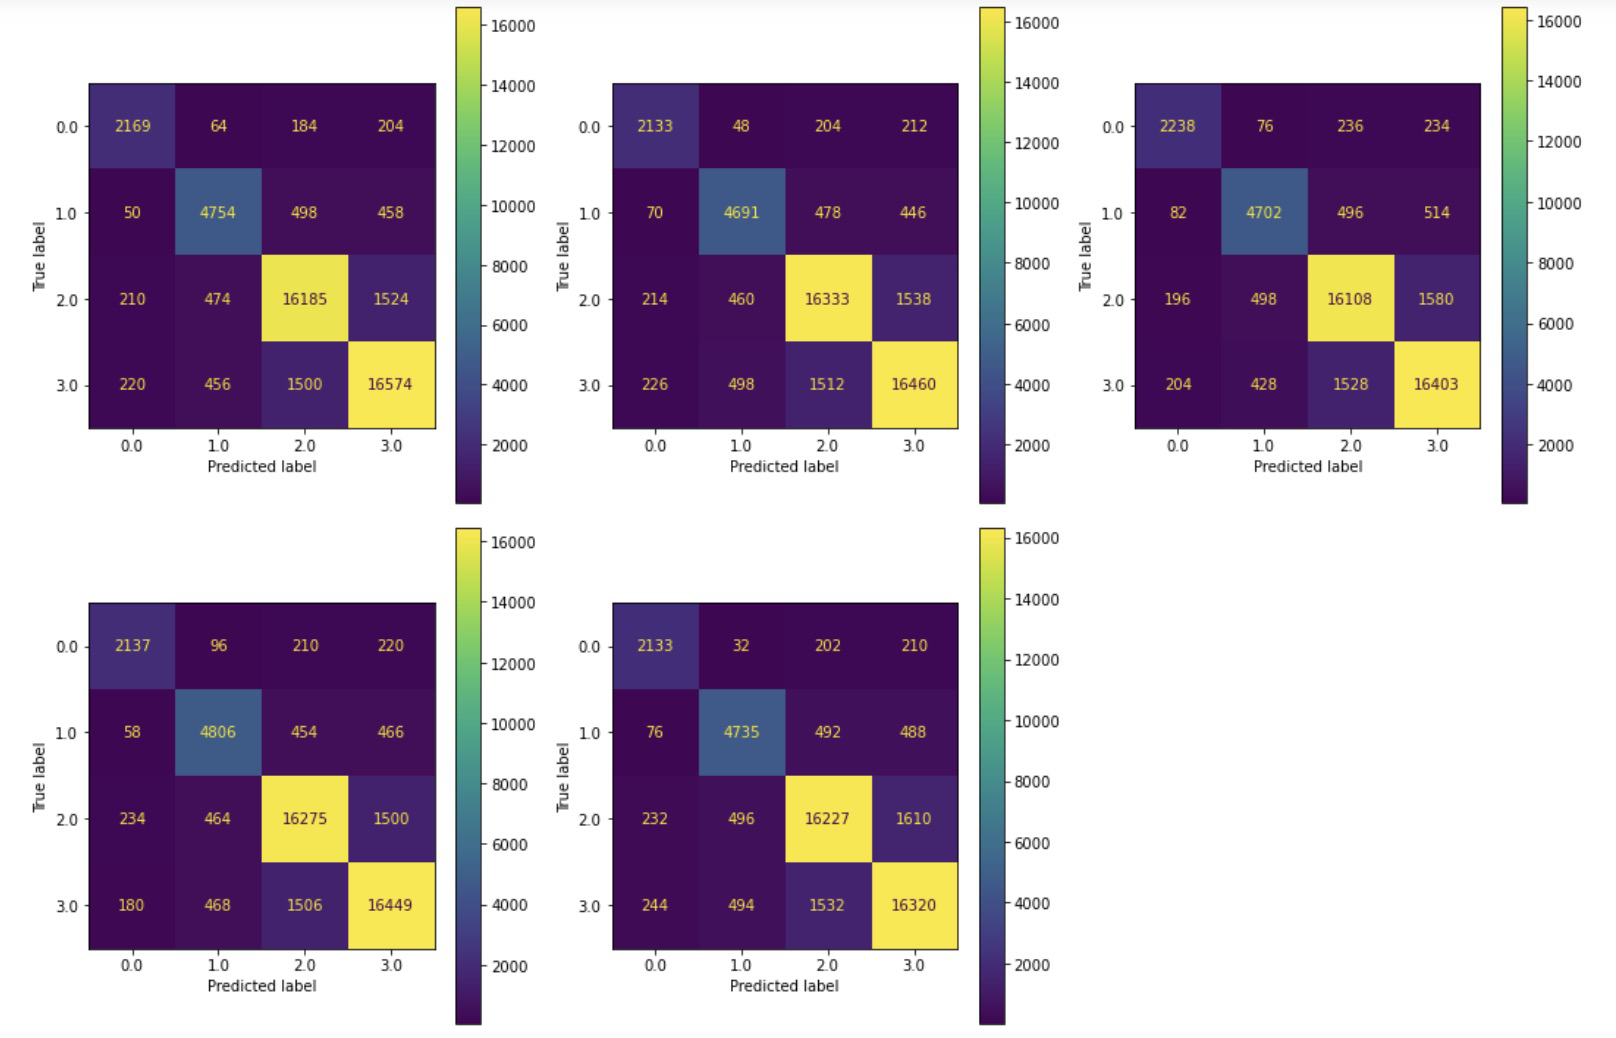 16000
14000
12000
10000
8000
6000
4000
2000
True label
0.0 2169 64 184 204
1.0 50 4754 498 458
2.0 210 474 16185 1524
3.0 220 456 1500 16574
0.0 1.0 2.0 3.0
Predicted label
16000
14000
12000
10000
8000
6000
4000
2000
True label
0.0 2133 48 204 212
1.0 70 4691 478 446
2.0 214 460 16333 1538
3.0 226 498 1512 16460
0.0 1.0 2.0 3.0
Predicted label
16000
14000
12000
10000
8000
6000
4000
2000
True label
0.0 2238 76 236 234
1.0 82 4702 496 514
2.0 196 498 16108 1580
3.0 204 428 1528 16403
0.0 1.0 2.0 3.0
Predicted label
16000
14000
12000
10000
8000
6000
4000
2000
True label
0.0 2137 96 210 220
1.0 58 4806 454 466
2.0 234 464 16275 1500
3.0 180 468 1506 16449
0.0 1.0 2.0 3.0
Predicted label
16000
14000
12000
10000
8000
6000
4000
2000
True label
0.0 2133 32 202 210
1.0 76 4735 492 488
2.0 232 496 16227 1610
3.0 244 494 1532 16320
0.0 1.0 2.0 3.0
Predicted label